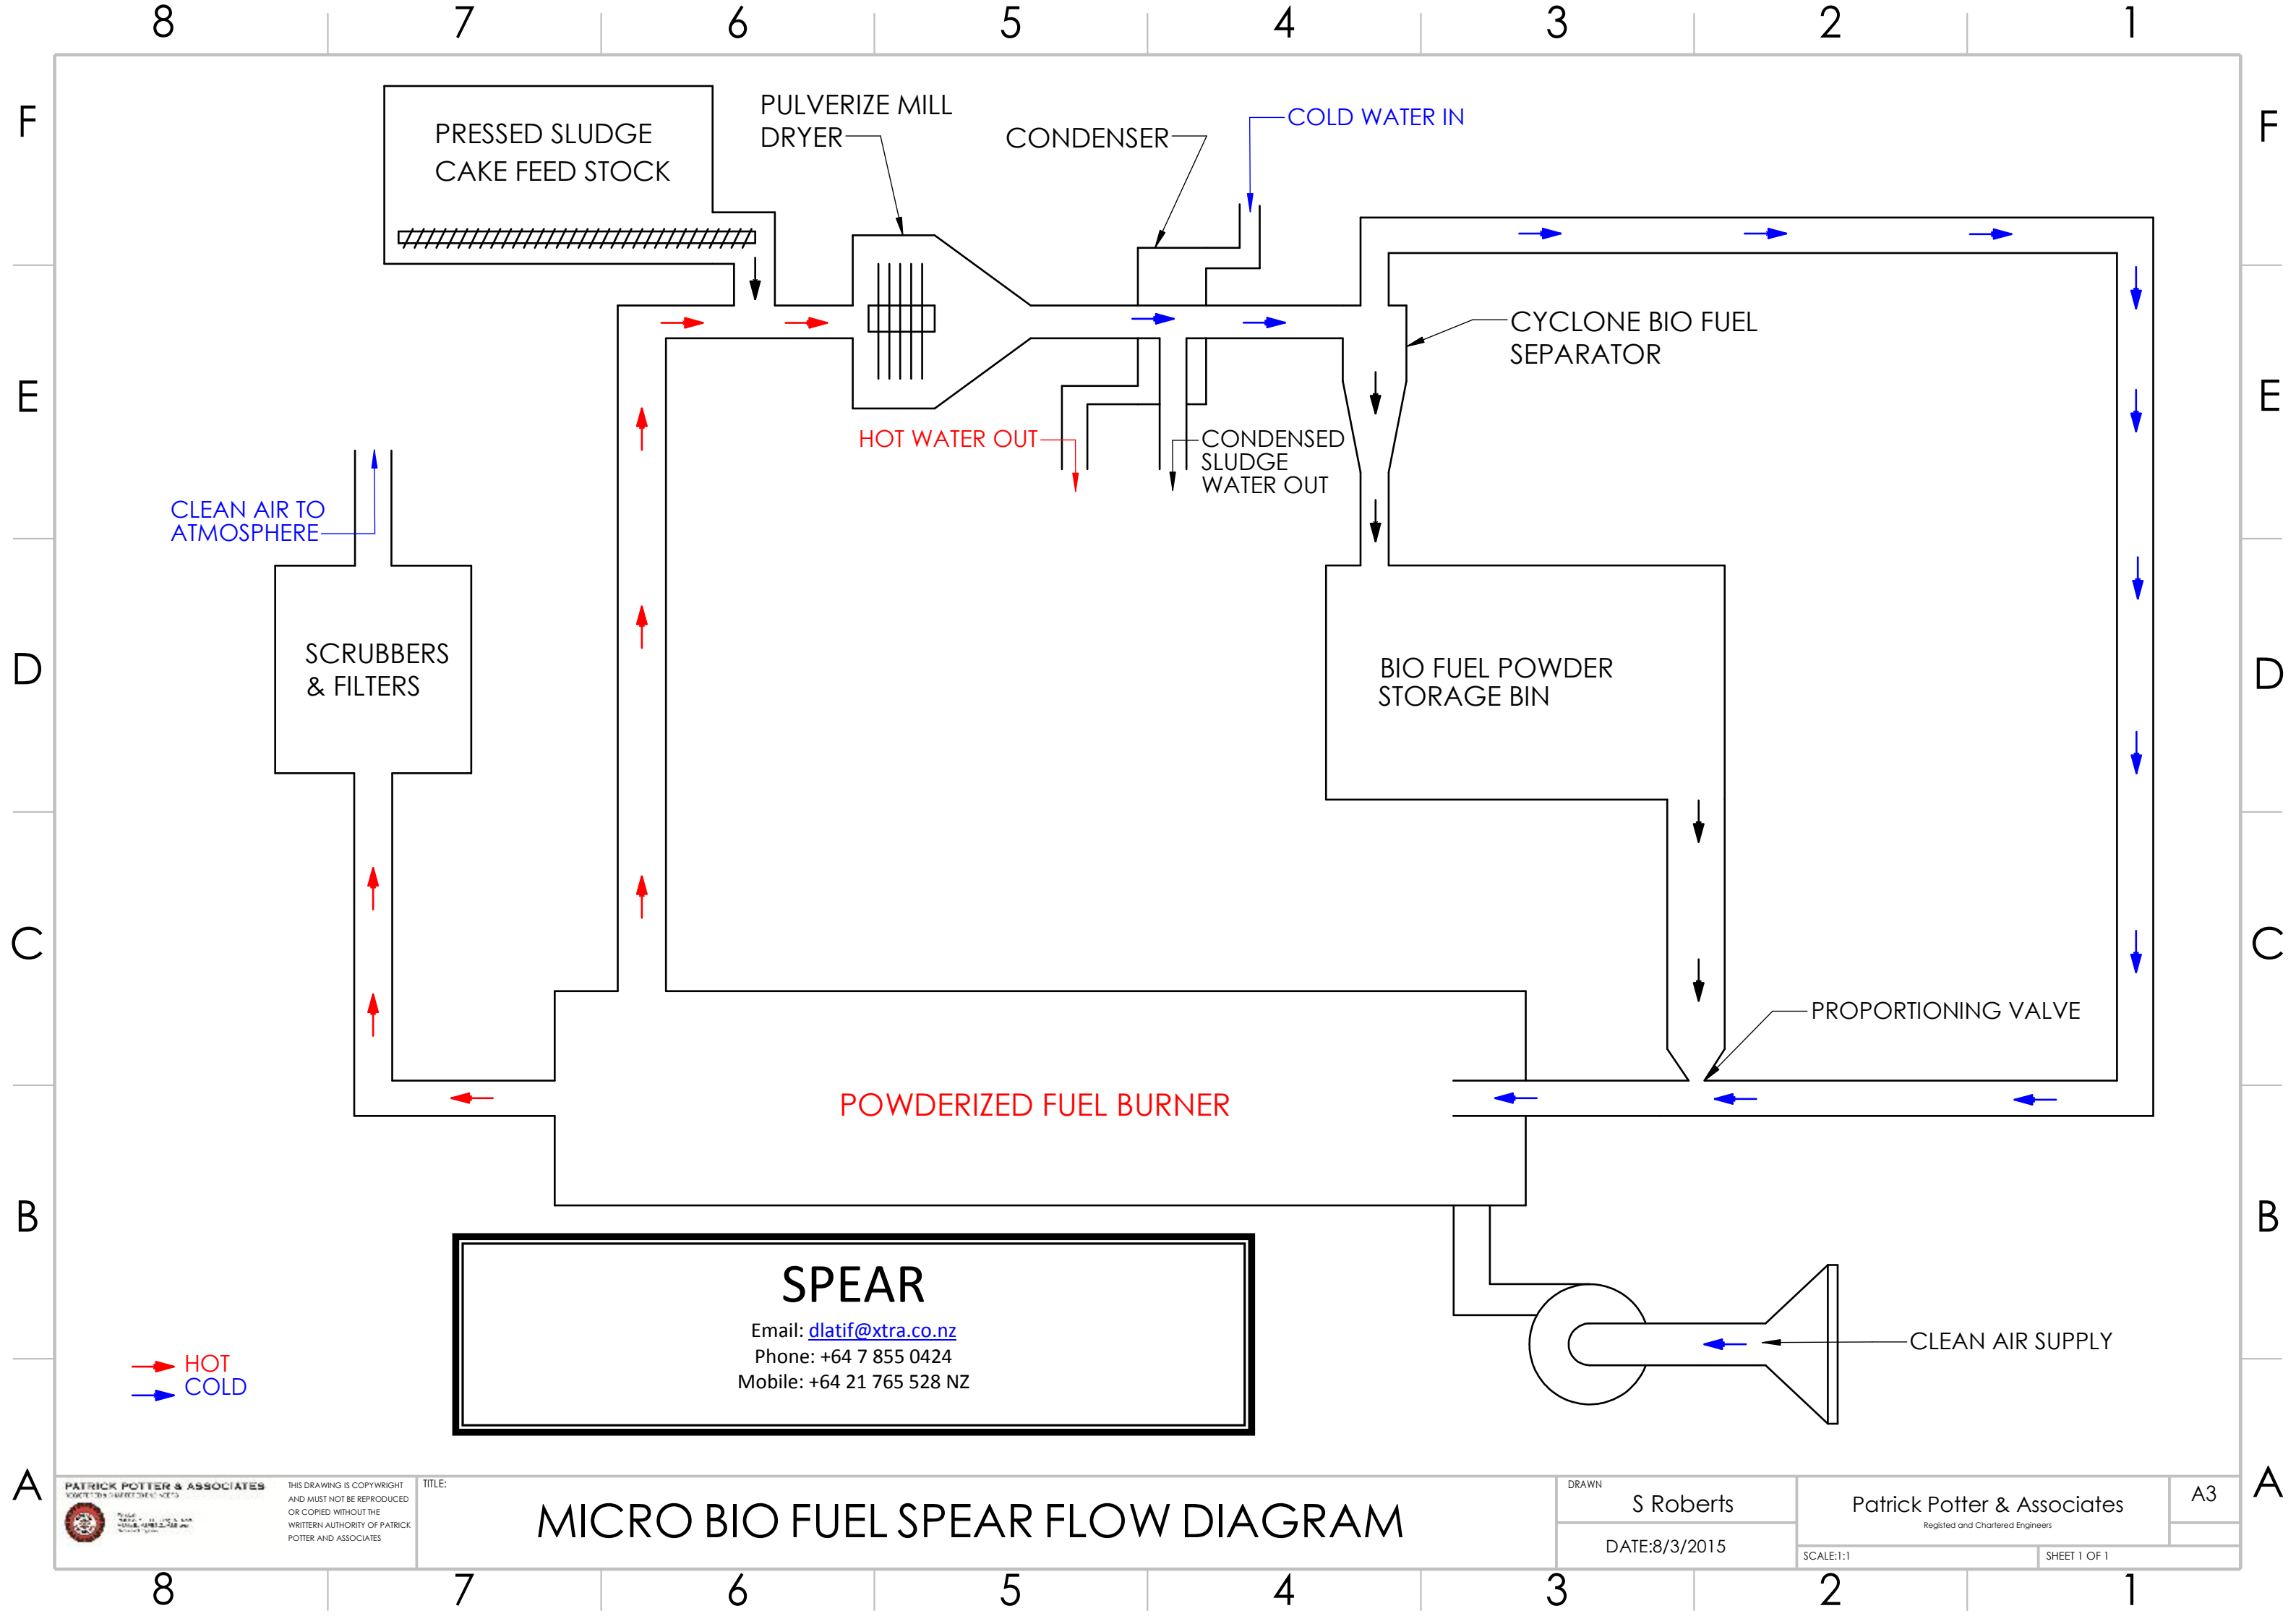 8 7 6 5 4 3 2 1
F
F
PRESSED SLUDGE
CAKE FEED STOCK
PULVERIZE MILL
DRYER
CONDENSER
COLD WATER IN
E
E
CYCLONE BIO FUEL
SEPARATOR
HOT WATER OUT
CONDENSED
SLUDGE
WATER OUT
CLEAN AIR TO
ATMOSPHERE
D
D
SCRUBBERS
& FILTERS
BIO FUEL POWDER
STORAGE BIN
C
C
PROPORTIONING VALVE
POWDERIZED FUEL BURNER
B
B
SPEAR
Email: dlatif@xtra.co.nz
Phone: +64 7 855 0424
Mobile: +64 21 765 528 NZ
CLEAN AIR SUPPLY
HOT
COLD
A
A
PATRICK POTTER & ASSOCIATES
THIS DRAWING IS COPYWRIGHT
AND MUST NOT BE REPRODUCED
OR COPIED WITHOUT THE
WRITTERN AUTHORITY OF PATRICK
POTTER AND ASSOCIATES
TITLE:
MICRO BIO FUEL SPEAR FLOW DIAGRAM
DRAWN
S Roberts
DATE:8/3/2015
Patrick Potter & Associates
Registed and Chartered Engineers
A3
SCALE:1:1
SHEET 1 OF 1
8 7 6 5 4 3 2 1